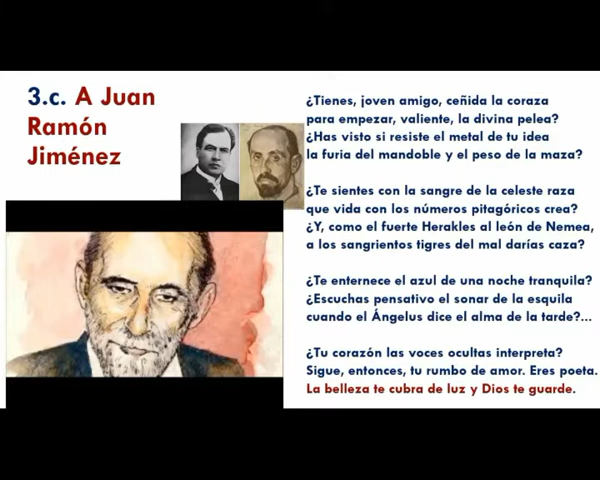 3.c. A Juan
Ramón
Jiménez
¿Tienes, joven amigo, ceñida la coraza
para empezar, valiente, la divina pelea?
¿Has visto si resiste el metal de tu idea
la furia del mandoble y el peso de la maza?
¿Te sientes con la sangre de la celeste raza
que vida con los números pitagóricos crea?
¿Y, como el fuerte Herakles al león de Nemea,
a los sangrientos tigres del mal darías caza?
¿Te enternece el azul de una noche tranquila?
¿Escuchas pensativo el sonar de la esquila
cuando el Ángelus dice el alma de la tarde?...
¿Tu corazón las voces ocultas interpreta?
Sigue, entonces, tu rumbo de amor. Eres poeta.
La belleza te cubra de luz y Dios te guarde.